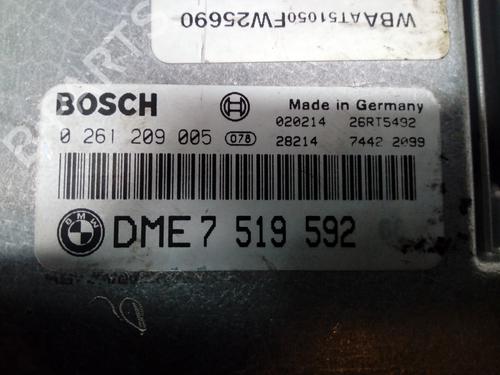 WBAAT51050FW25690
BOSCH
Made in Germany
0 261 209 005 078
020214 26RT5492
28214 7442 2099
BMW
DME 7 519 592